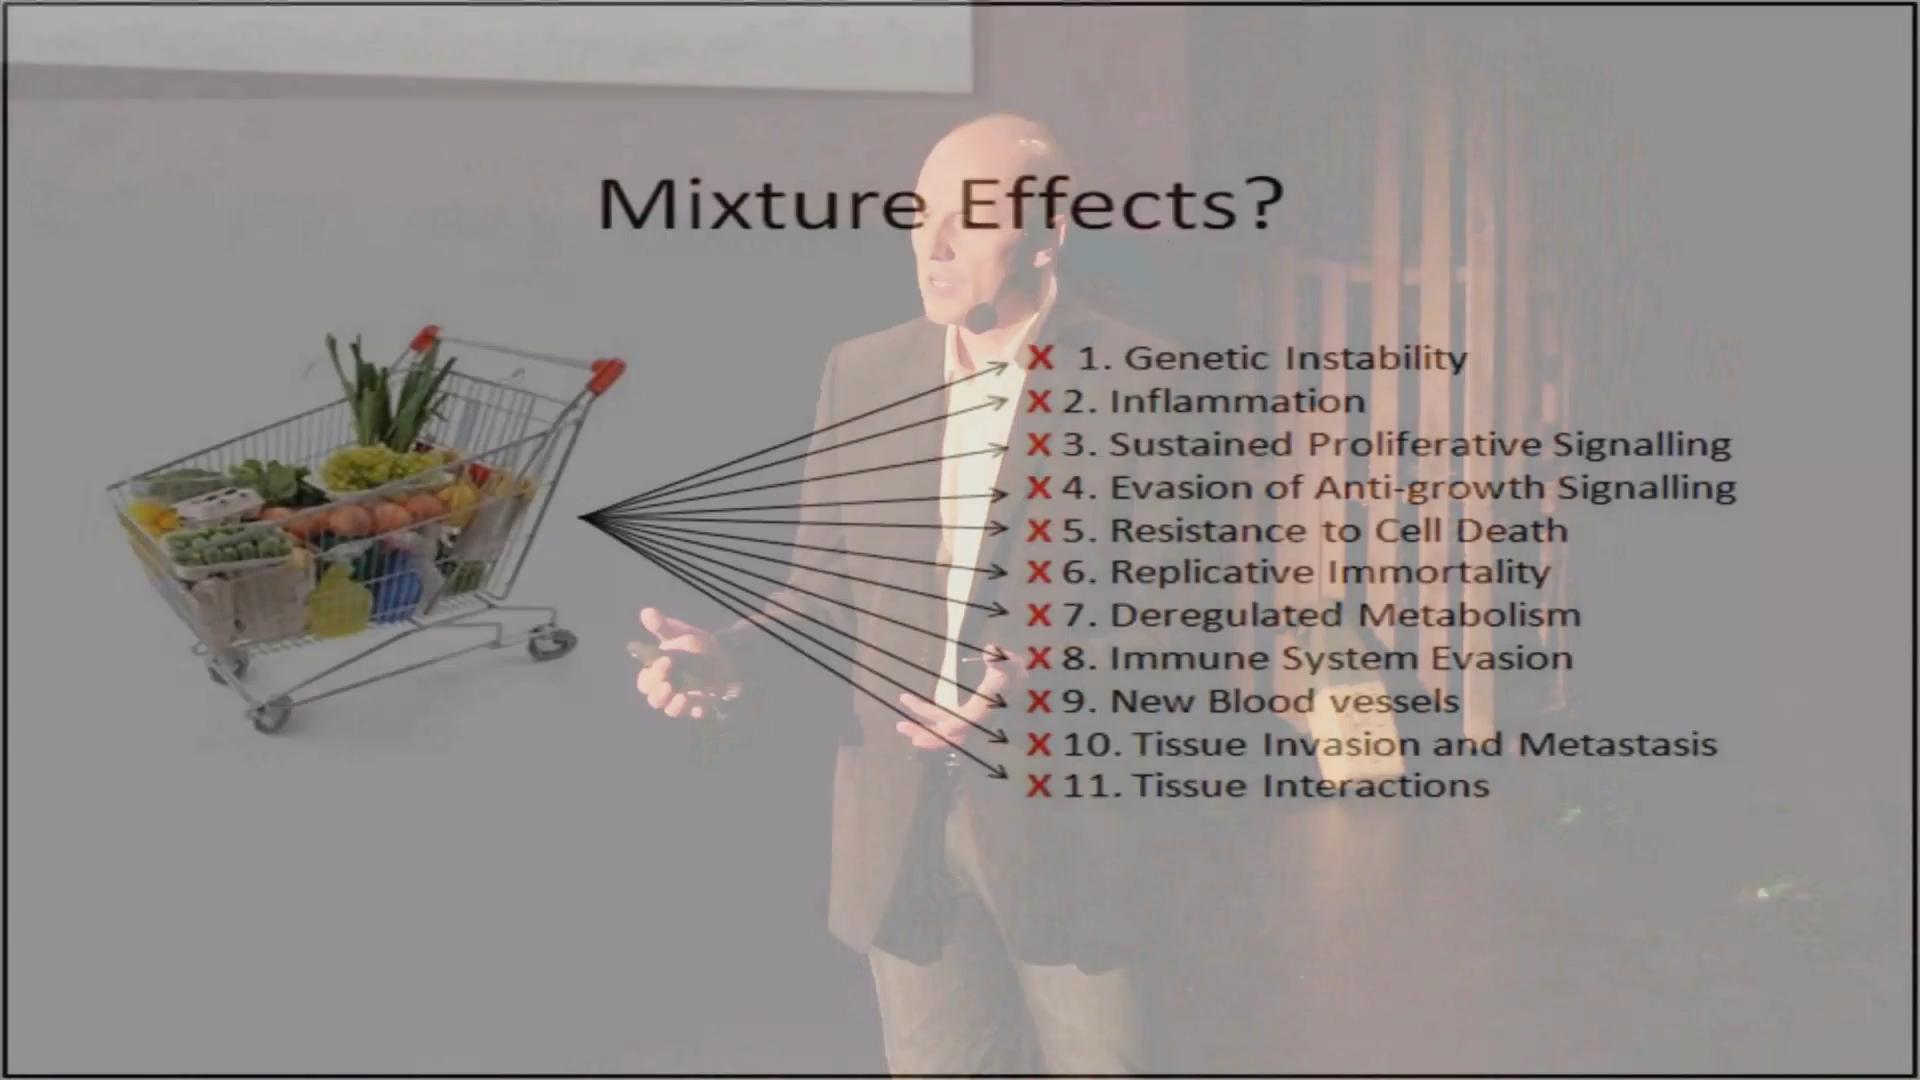 Mixture Effects?
X 1. Genetic Instability
X 2. Inflammation
X 3. Sustained Proliferative Signalling
X 4. Evasion of Anti-growth Signalling
X 5. Resistance to Cell Death
X 6. Replicative Immortality
X 7. Deregulated Metabolism
X 8. Immune System Evasion
X 9. New Blood vessels
X 10. Tissue Invasion and Metastasis
X 11. Tissue Interactions